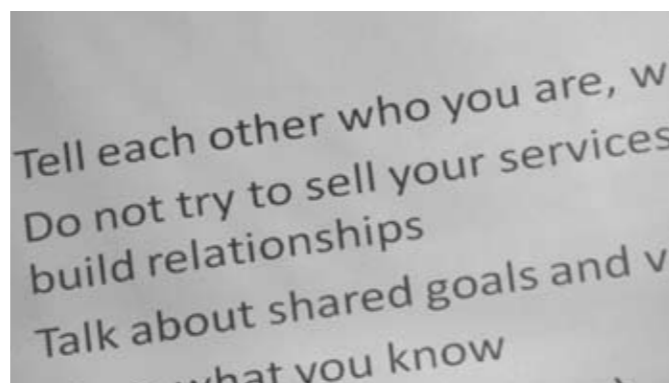 Tell each other who you are, w
Do not try to sell your services
build relationships
Talk about shared goals and v
what you know